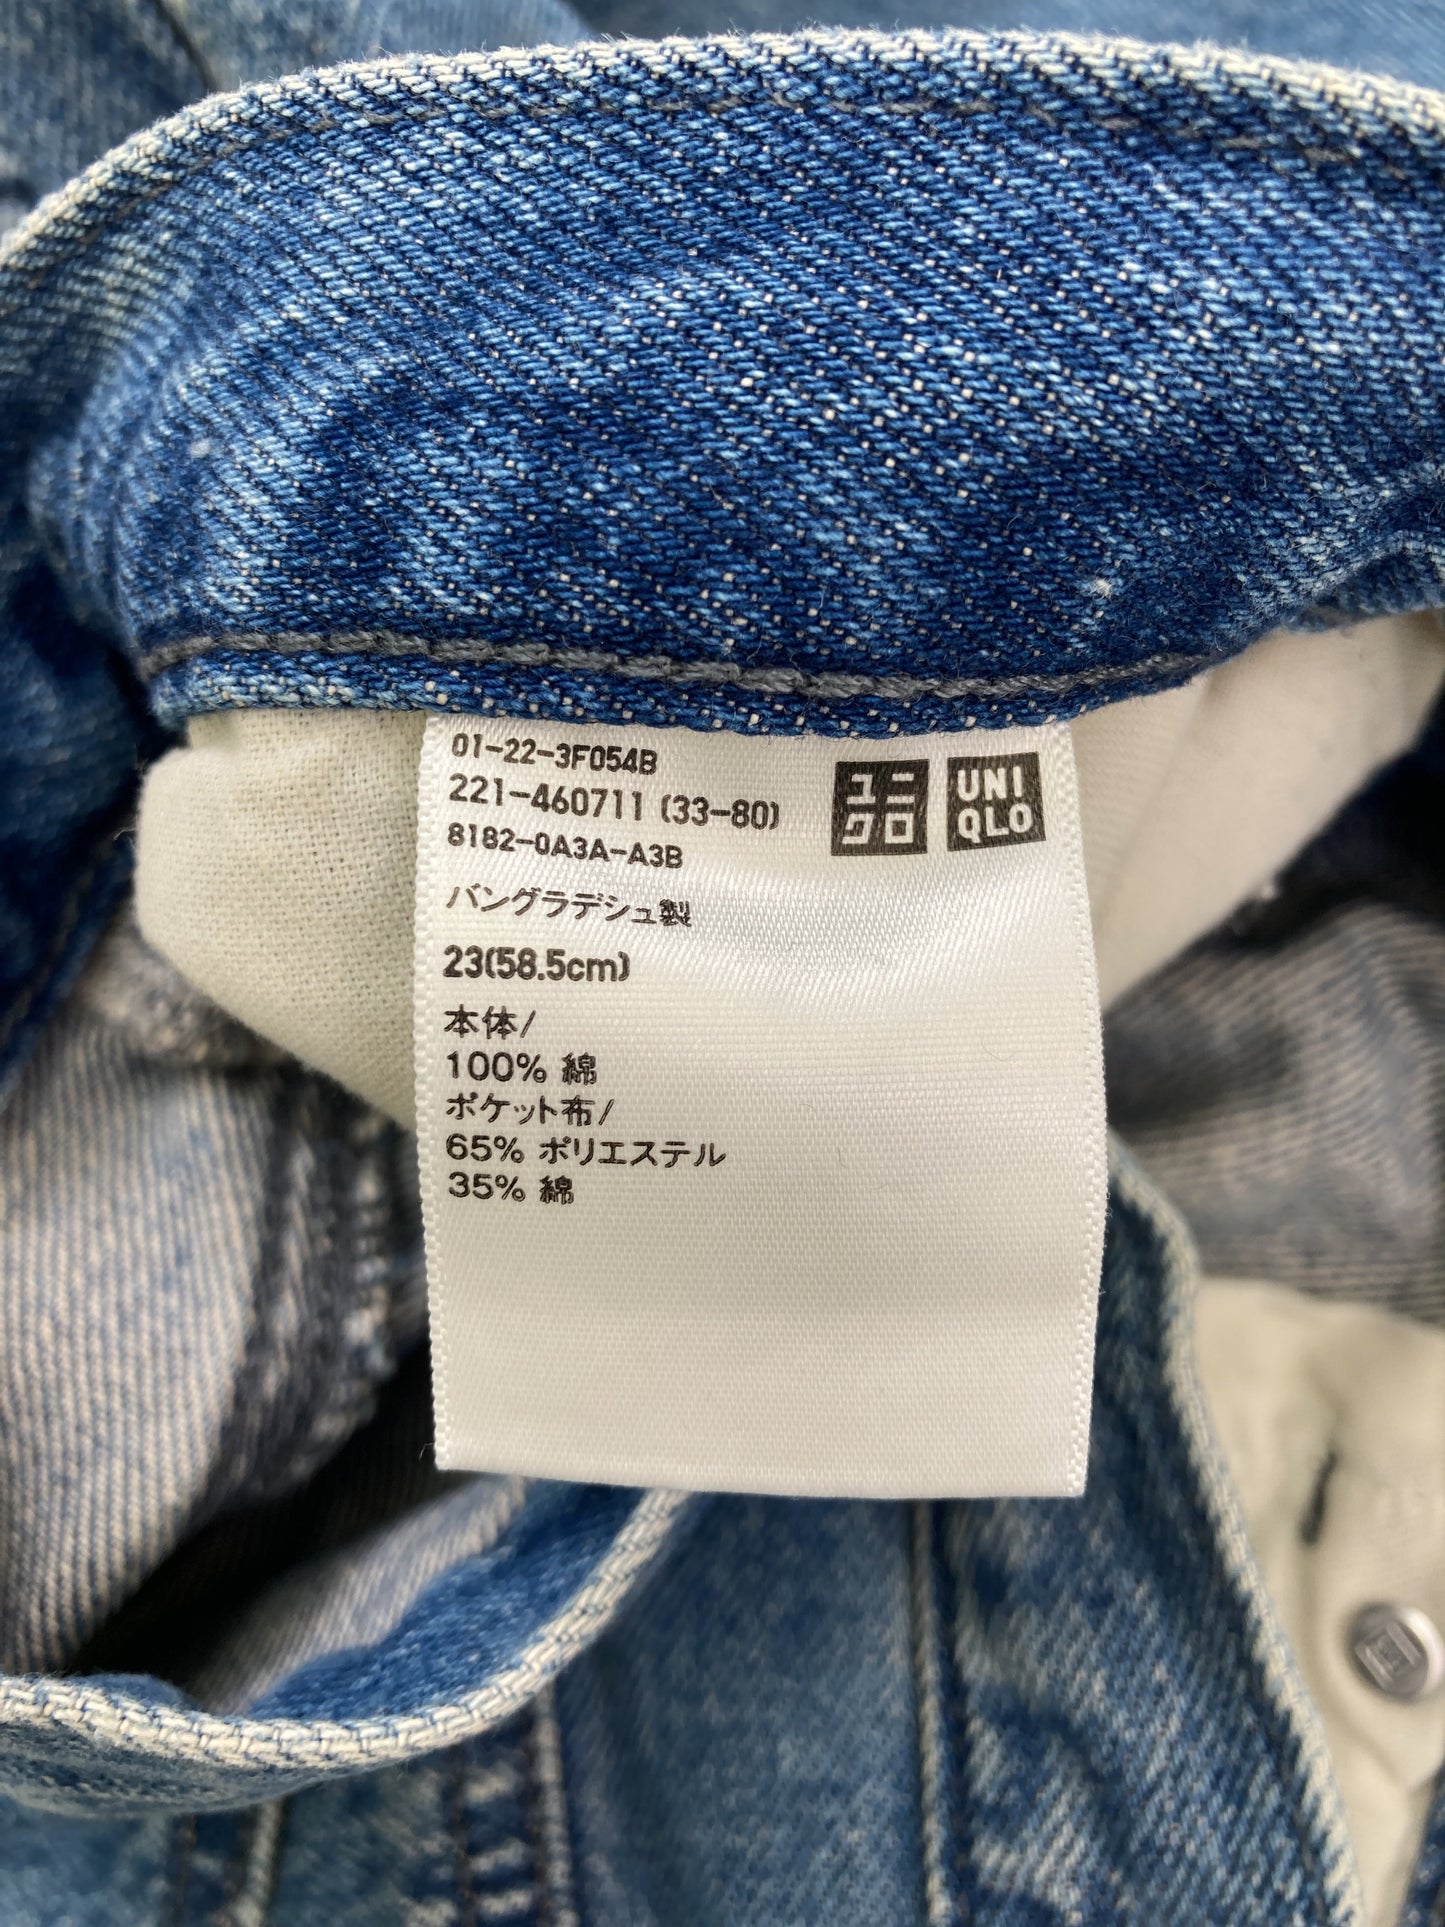 01-22-3F054B
221-460711 (33-80)
8182-0A3A-A3B
ユニ
クロ
UNI
QLO
バングラデシュ製
23(58.5cm)
本体/
100% 綿
ポケット布/
65% ポリエステル
35% 綿